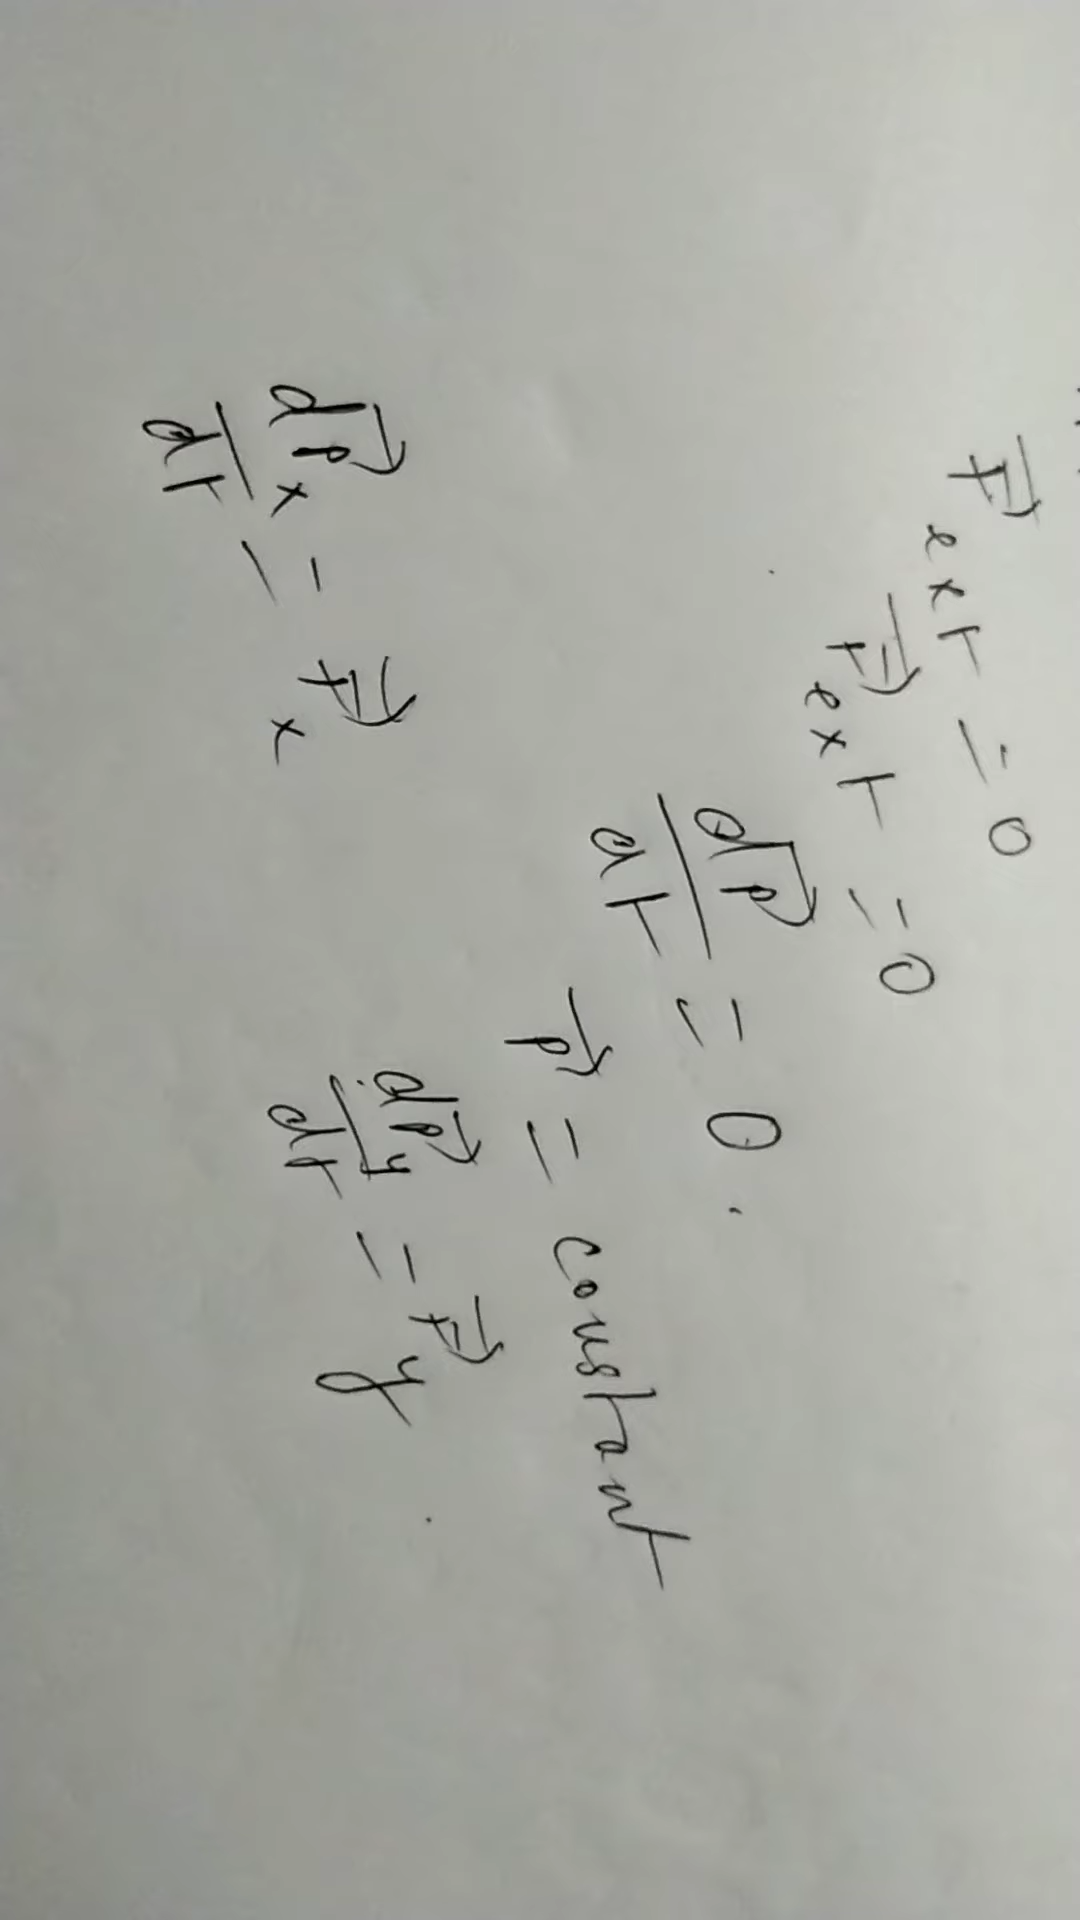 F⃗ext = 0
F⃗ext = 0
dp⃗/dt = 0.
p⃗ = constant
dp⃗x/dt = F⃗x
dp⃗y/dt = F⃗y